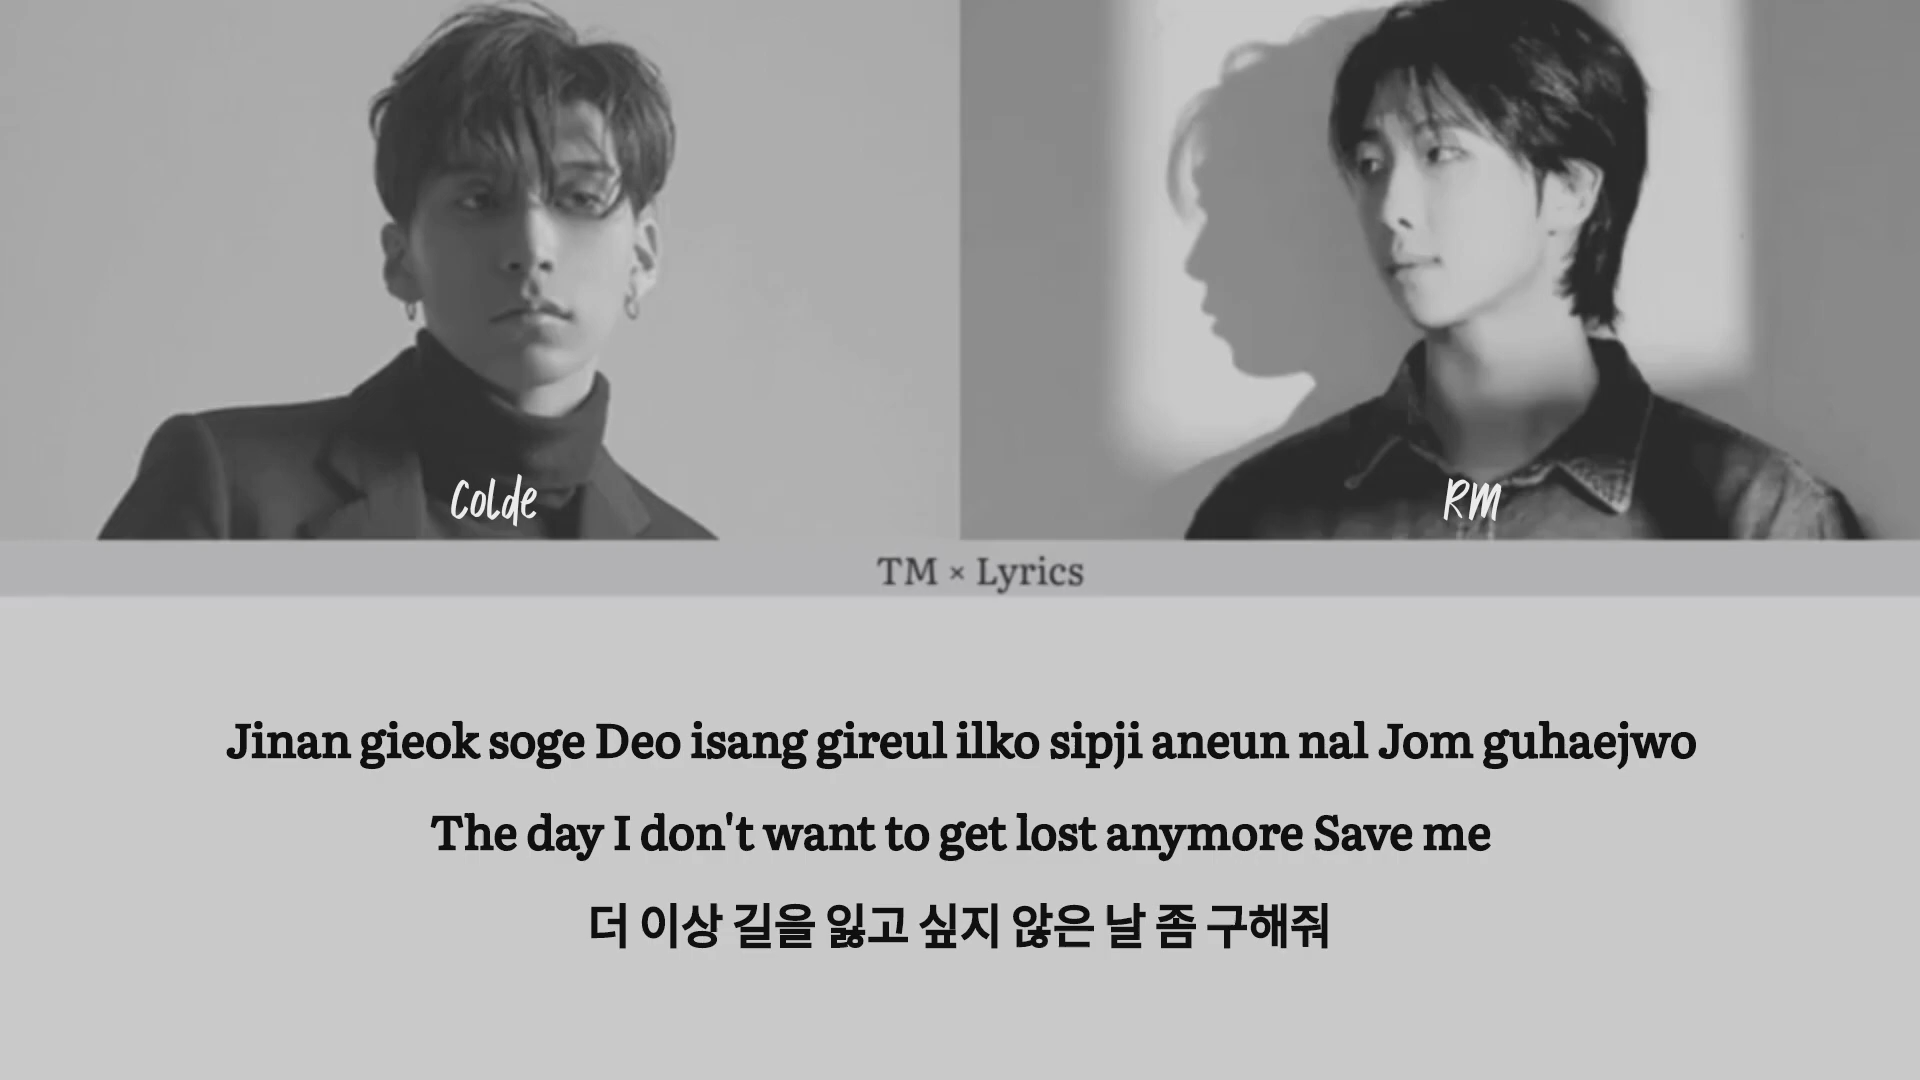 Colde
RM
TM × Lyrics
Jinan gieok soge Deo isang gireul ilko sipji aneun nal Jom guhaejwo
The day I don't want to get lost anymore Save me
더 이상 길을 잃고 싶지 않은 날 좀 구해줘